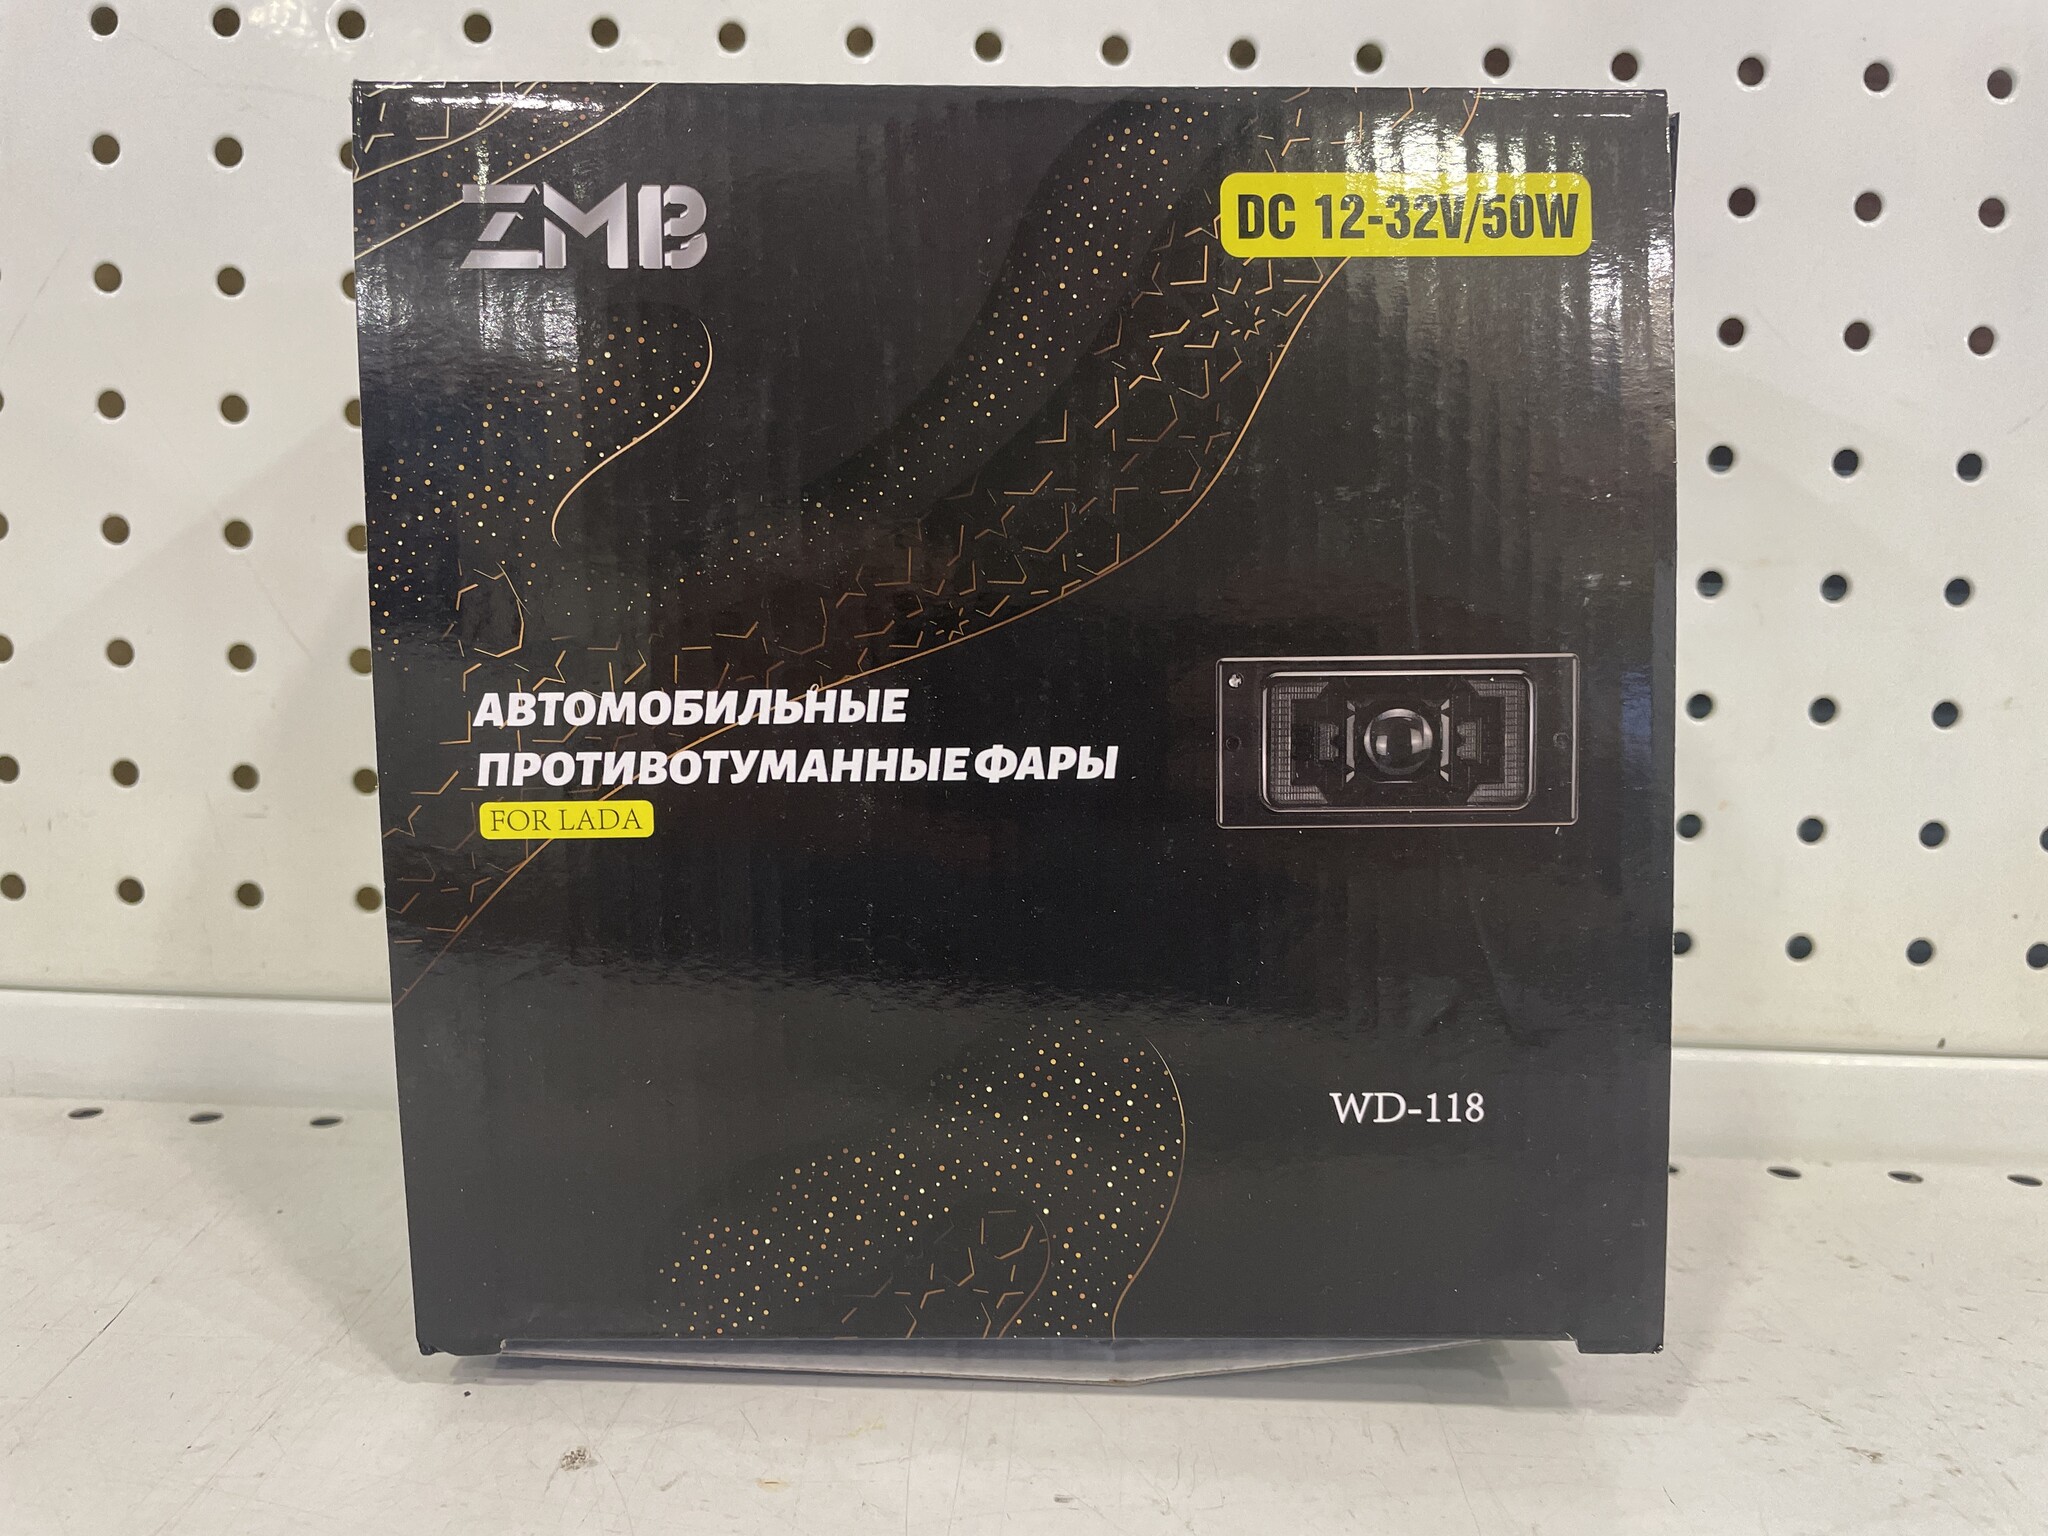 ZMB
DC 12-32V/50W
АВТОМОБИЛЬНЫЕ
ПРОТИВОТУМАННЫЕ ФАРЫ
FOR LADA
WD-118